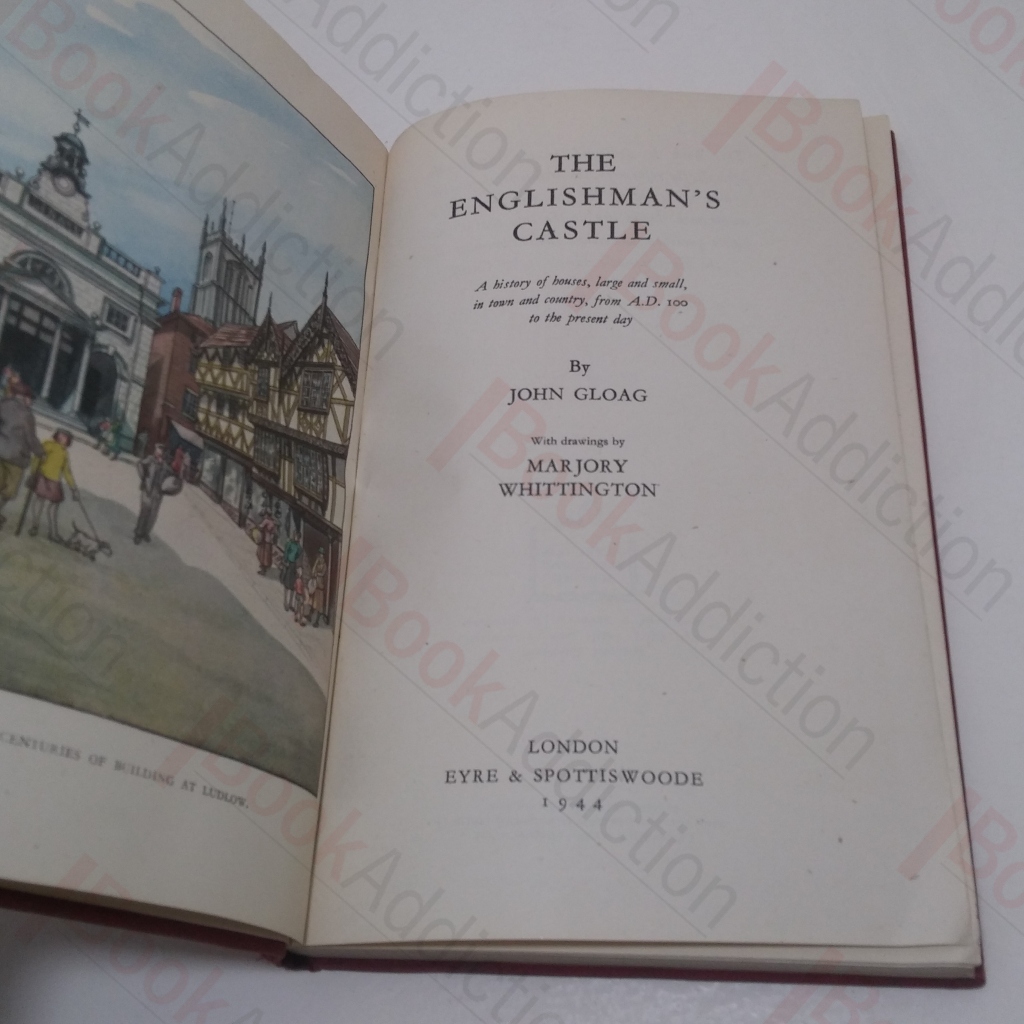 CENTURIES OF BUILDING AT LUDLOW.
THE
ENGLISHMAN'S
CASTLE
A history of houses, large and small,
in town and country, from A.D. 100
to the present day
By
JOHN GLOAG
With drawings by
MARJORY
WHITTINGTON
LONDON
EYRE & SPOTTISWOODE
1944
BookAddiction